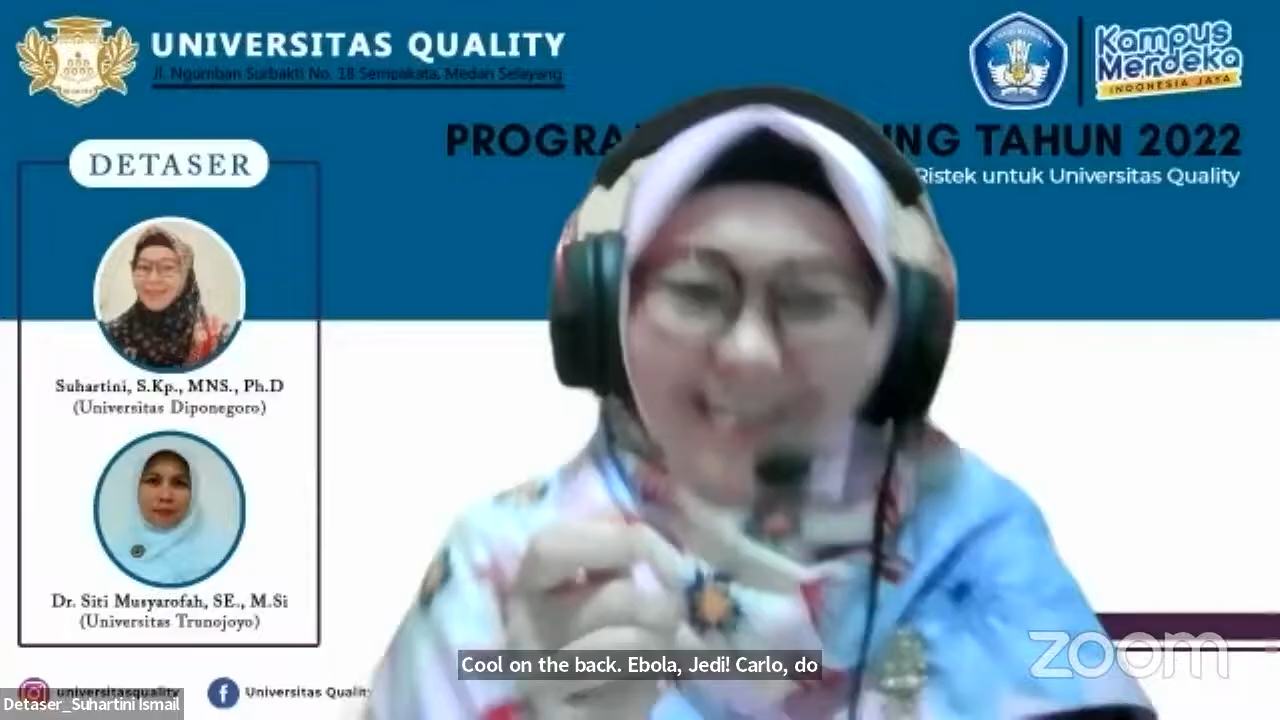 UNIVERSITAS QUALITY
Jl. Ngumban Surbakti No. 18 Sempakata, Medan Selayang
Kampus
Merdeka
INDONESIA JAYA
TAHUN 2022
Ristek untuk Universitas Quality
DETASER
Suhartini, S.Kp., MNS., Ph.D
(Universitas Diponegoro)
Dr. Siti Musyarofah, SE., M.Si
(Universitas Trunojoyo)
universitasquality
Universitas Quality
Cool on the back. Ebola, Jedi! Carlo, do
zoom
Detaser_Suhartini Ismail